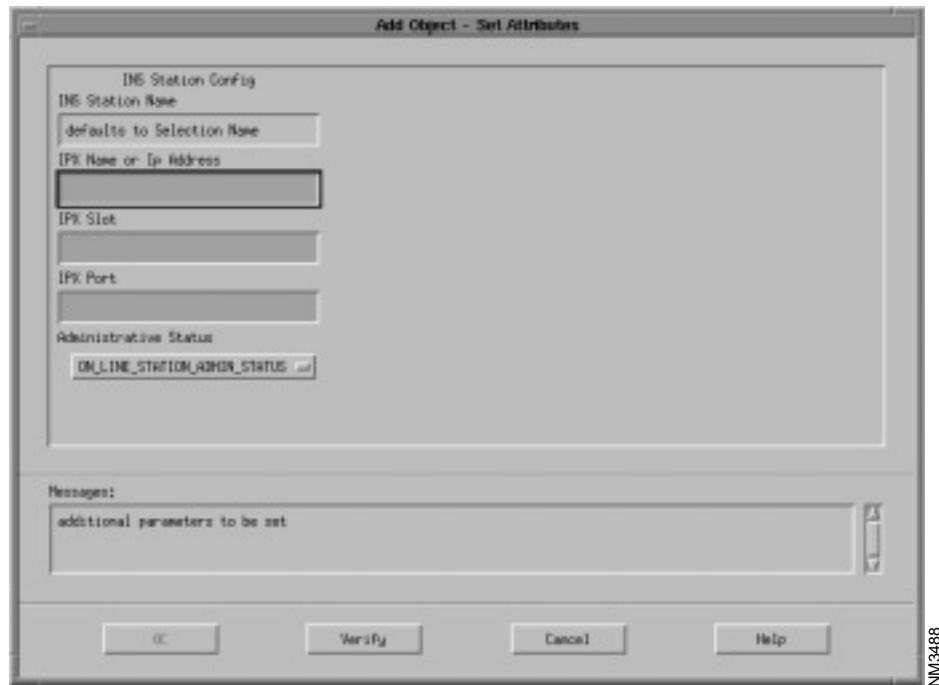 Add Object - Set Attributes
INS Station Config
INS Station Name
defaults to Selection Name
IPX Name or Ip Address
IPX Slot
IPX Port
Administrative Status
ON_LINE_STATION_ADMIN_STATUS
Messages:
additional parameters to be set
OK
Verify
Cancel
Help
NM3488